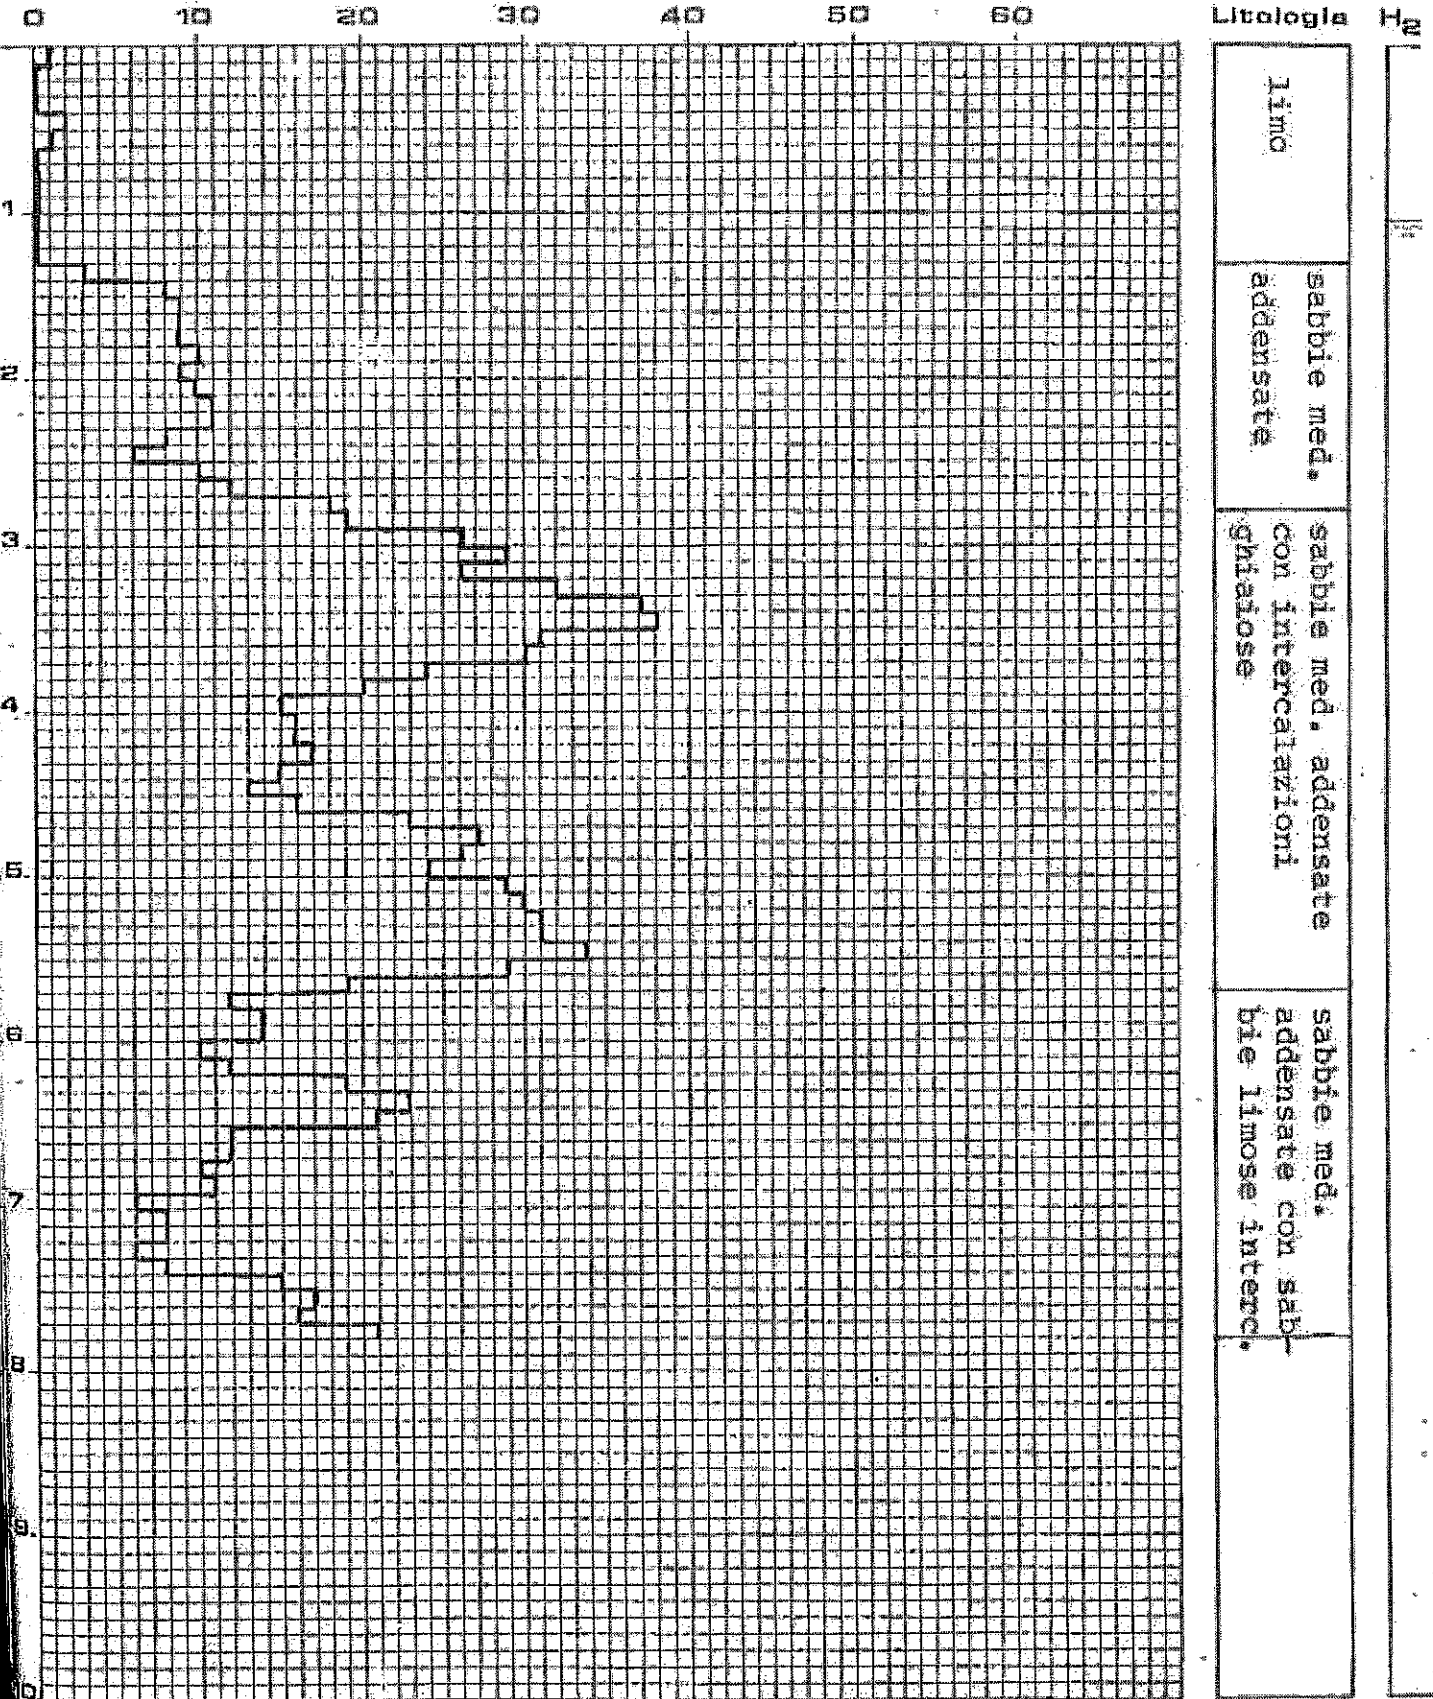 0 10 20 30 40 50 60 Litologia H2
1
2
3
4
5
6
7
8
9
limo
sabbie med.
addensate
sabbie med. addensate
con intercalazioni
ghiaiose
sabbie med.
addensate con sab-
bie limose interc.